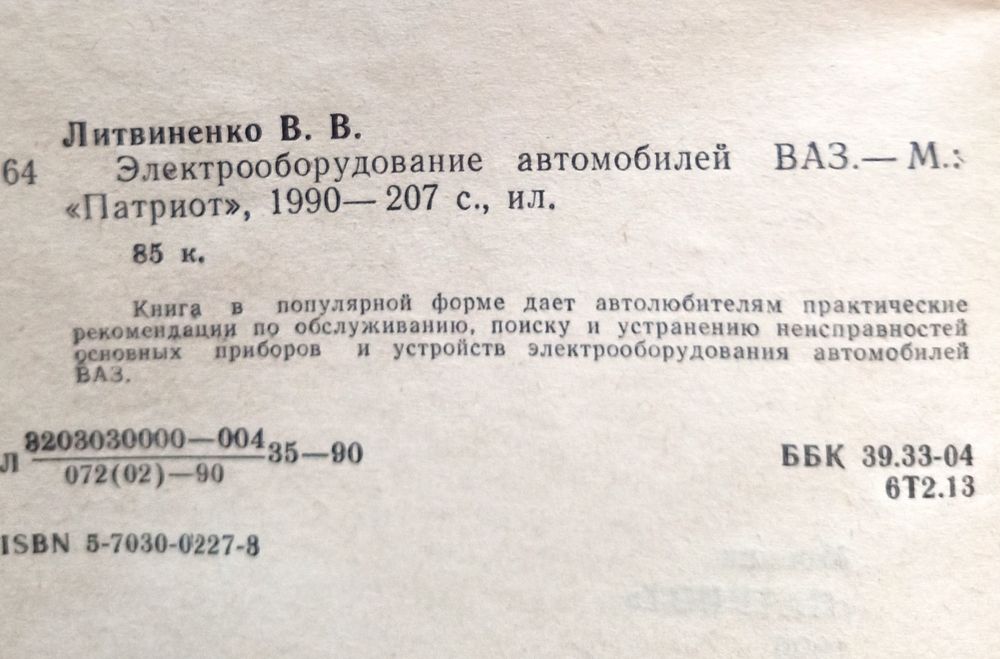 Литвиненко В. В.
64 Электрооборудование автомобилей ВАЗ.— М.:
«Патриот», 1990— 207 с., ил.
85 к.
Книга в популярной форме дает автолюбителям практические
рекомендации по обслуживанию, поиску и устранению неисправностей
основных приборов и устройств электрооборудования автомобилей
ВАЗ.
8203030000—004
Л 35—90
072(02)—90
ББК 39.33-04
6Т2.13
ISBN 5-7030-0227-8